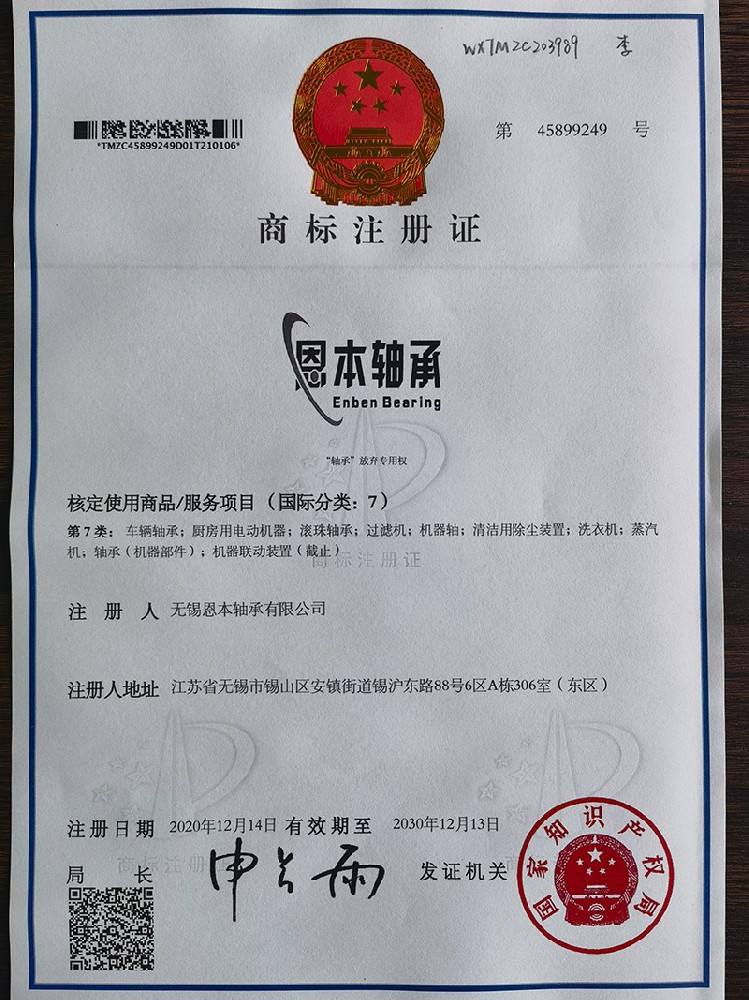 WXTMZC203989 李
*TMZC45899249D01T210106*
第 45899249 号
商标注册证
恩本轴承
Enben Bearing
“轴承”放弃专用权
核定使用商品/服务项目（国际分类：7）
第7类：车辆轴承；厨房用电动机器；滚珠轴承；过滤机；机器轴；清洁用除尘装置；洗衣机；蒸汽
机；轴承（机器部件）；机器联动装置（截止）
商标注册证
注册人 无锡恩本轴承有限公司
注册人地址 江苏省无锡市锡山区安镇街道锡沪东路88号6区A栋306室（东区）
注册日期 2020年12月14日 有效期至 2030年12月13日
商标注册
局长 申长雨 发证机关
国家知识产权局